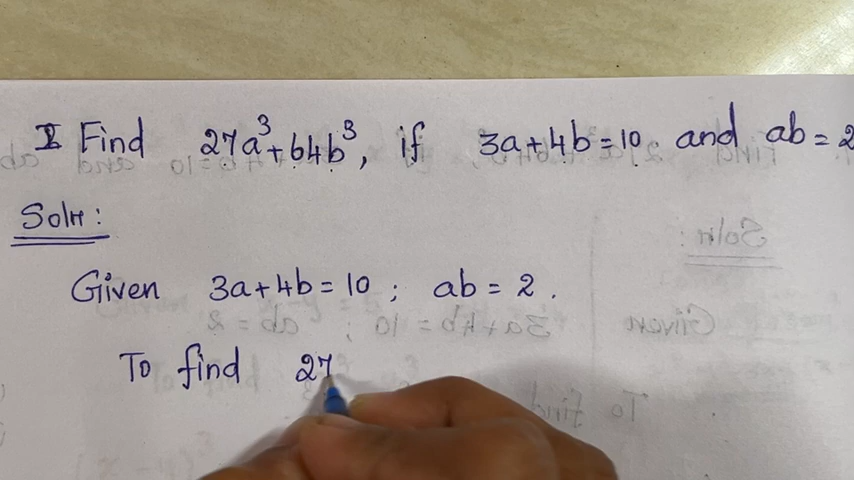 I Find 27a³+64b³, if 3a+4b=10 and ab=2
Soln:
Given 3a+4b=10; ab=2.
To find 27